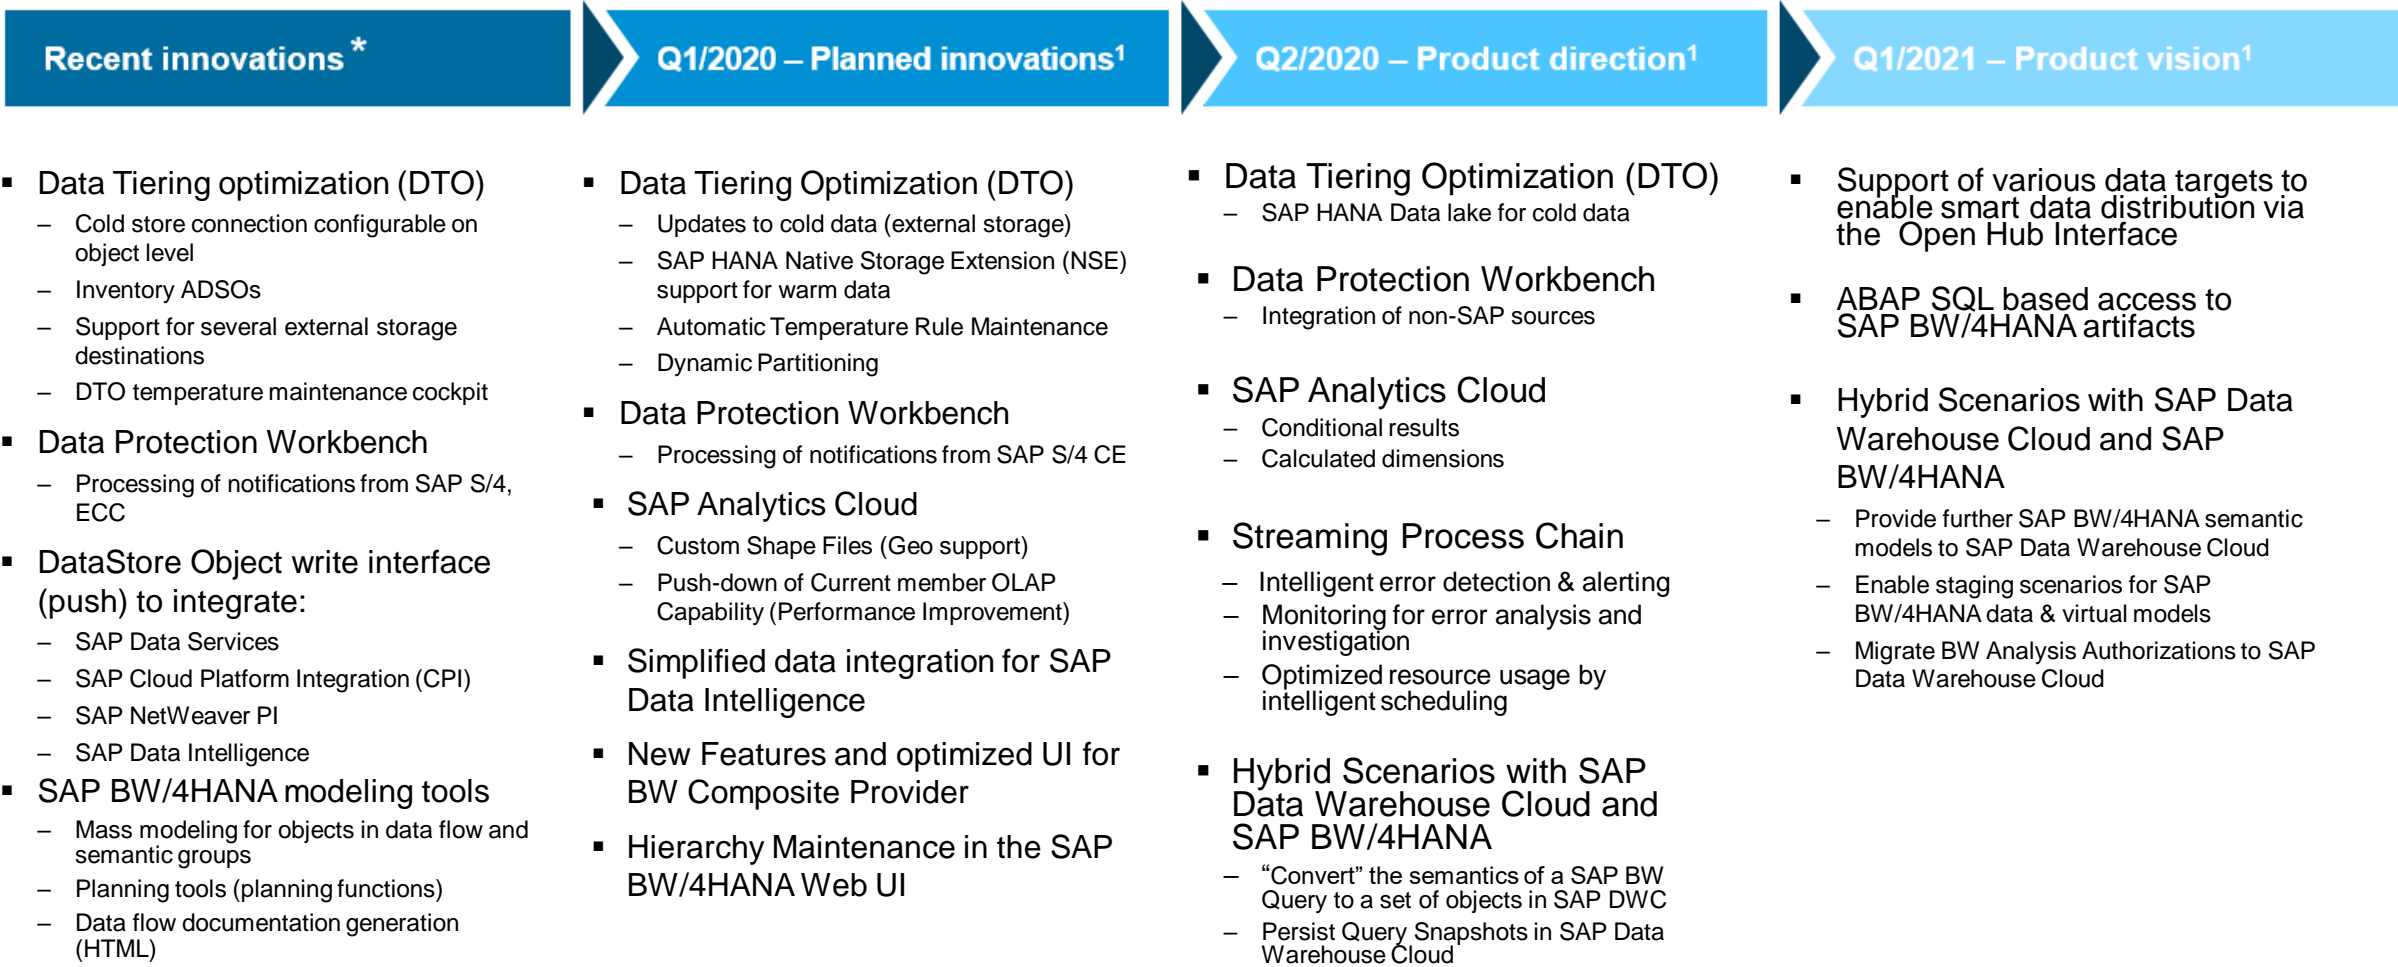 Recent innovations *
▪ Data Tiering optimization (DTO)
– Cold store connection configurable on
object level
– Inventory ADSOs
– Support for several external storage
destinations
– DTO temperature maintenance cockpit
▪ Data Protection Workbench
– Processing of notifications from SAP S/4,
ECC
▪ DataStore Object write interface
(push) to integrate:
– SAP Data Services
– SAP Cloud Platform Integration (CPI)
– SAP NetWeaver PI
– SAP Data Intelligence
▪ SAP BW/4HANA modeling tools
– Mass modeling for objects in data flow and
semantic groups
– Planning tools (planning functions)
– Data flow documentation generation
(HTML)
Q1/2020 – Planned innovations¹
▪ Data Tiering Optimization (DTO)
– Updates to cold data (external storage)
– SAP HANA Native Storage Extension (NSE)
support for warm data
– Automatic Temperature Rule Maintenance
– Dynamic Partitioning
▪ Data Protection Workbench
– Processing of notifications from SAP S/4 CE
▪ SAP Analytics Cloud
– Custom Shape Files (Geo support)
– Push-down of Current member OLAP
Capability (Performance Improvement)
▪ Simplified data integration for SAP
Data Intelligence
▪ New Features and optimized UI for
BW Composite Provider
▪ Hierarchy Maintenance in the SAP
BW/4HANA Web UI
Q2/2020 – Product direction¹
▪ Data Tiering Optimization (DTO)
– SAP HANA Data lake for cold data
▪ Data Protection Workbench
– Integration of non-SAP sources
▪ SAP Analytics Cloud
– Conditional results
– Calculated dimensions
▪ Streaming Process Chain
– Intelligent error detection & alerting
– Monitoring for error analysis and
investigation
– Optimized resource usage by
intelligent scheduling
▪ Hybrid Scenarios with SAP
Data Warehouse Cloud and
SAP BW/4HANA
– “Convert” the semantics of a SAP BW
Query to a set of objects in SAP DWC
– Persist Query Snapshots in SAP Data
Warehouse Cloud
Q1/2021 – Product vision¹
▪ Support of various data targets to
enable smart data distribution via
the Open Hub Interface
▪ ABAP SQL based access to
SAP BW/4HANA artifacts
▪ Hybrid Scenarios with SAP Data
Warehouse Cloud and SAP
BW/4HANA
– Provide further SAP BW/4HANA semantic
models to SAP Data Warehouse Cloud
– Enable staging scenarios for SAP
BW/4HANA data & virtual models
– Migrate BW Analysis Authorizations to SAP
Data Warehouse Cloud